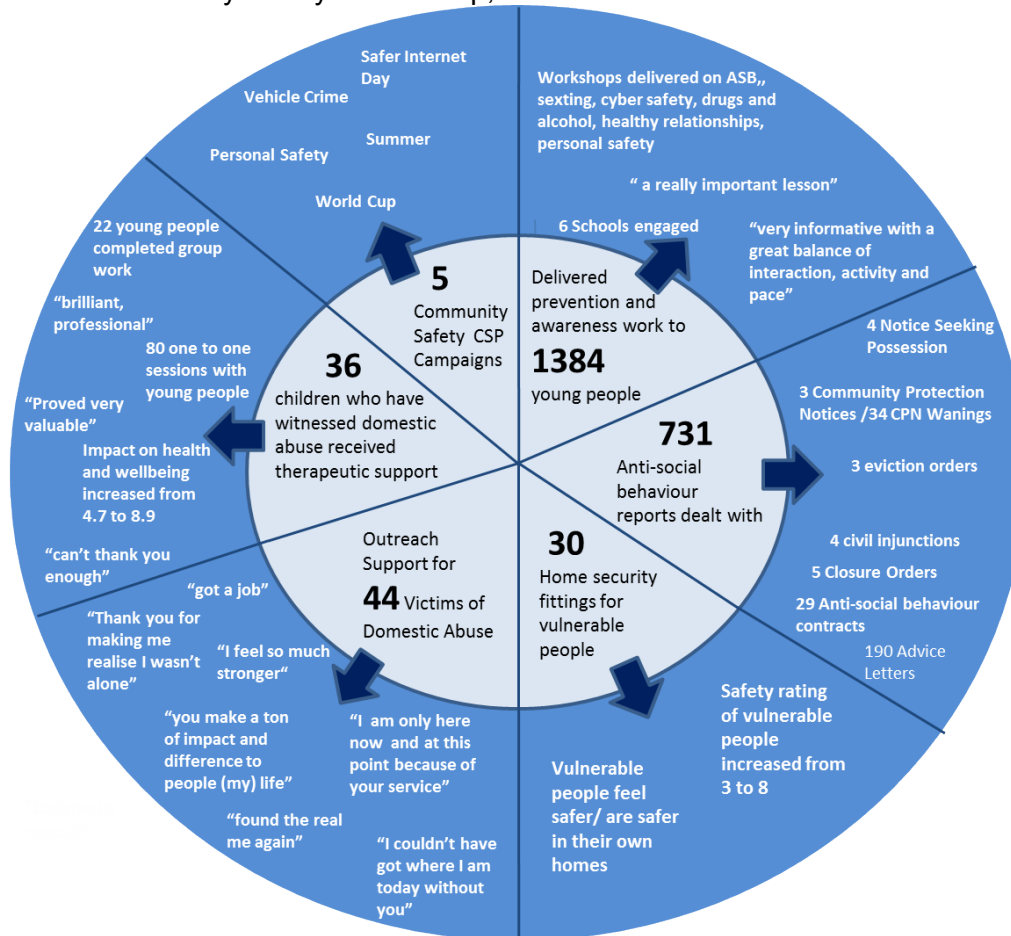 Safer Internet
Day
Vehicle Crime
Summer
Personal Safety
World Cup
5
Community
Safety CSP
Campaigns
Workshops delivered on ASB,,
sexting, cyber safety, drugs and
alcohol, healthy relationships,
personal safety
“ a really important lesson”
6 Schools engaged
“very informative with a
great balance of
interaction, activity and
pace”
Delivered
prevention and
awareness work to
1384
young people
4 Notice Seeking
Possession
3 Community Protection
Notices /34 CPN Wanings
3 eviction orders
4 civil injunctions
5 Closure Orders
29 Anti-social behaviour
contracts
190 Advice
Letters
731
Anti-social
behaviour
reports dealt with
30
Home security
fittings for
vulnerable
people
Safety rating
of vulnerable
people
increased from
3 to 8
Vulnerable
people feel
safer/ are safer
in their own
homes
Outreach
Support for
44 Victims of
Domestic Abuse
“got a job”
“Thank you for
making me
realise I wasn’t
alone”
“I feel so much
stronger“
“you make a ton
of impact and
difference to
people (my) life”
“I  am only here
now  and at this
point because of
your service”
“found the real
me again”
“I couldn’t have
got where I am
today without
you”
36
children who have
witnessed domestic
abuse received
therapeutic support
22 young people
completed group
work
“brilliant,
professional”
80 one to one
sessions with
young people
“Proved very
valuable”
Impact on health
and wellbeing
increased from
4.7 to 8.9
“can’t thank you
enough”